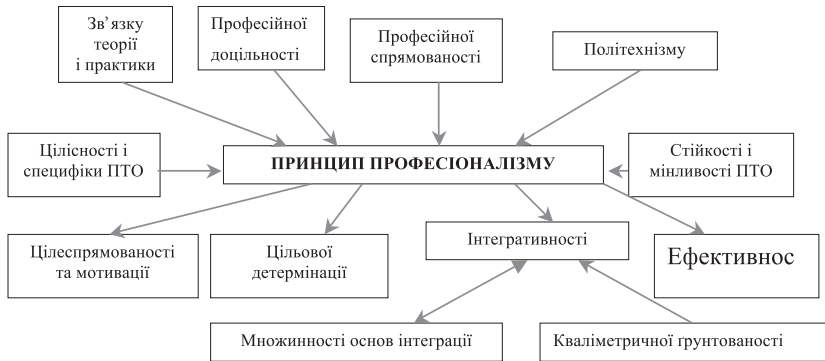 Зв’язку
теорії
і практики
Професійної
доцільності
Професійної
спрямованості
Політехнізму
Цілісності і
специфіки ПТО
ПРИНЦИП ПРОФЕСІОНАЛІЗМУ
Стійкості і
мінливості ПТО
Цілеспрямованості
та мотивації
Цільової
детермінації
Інтегративності
Ефективнос
Множинності основ інтеграції
Кваліметричної ґрунтованості